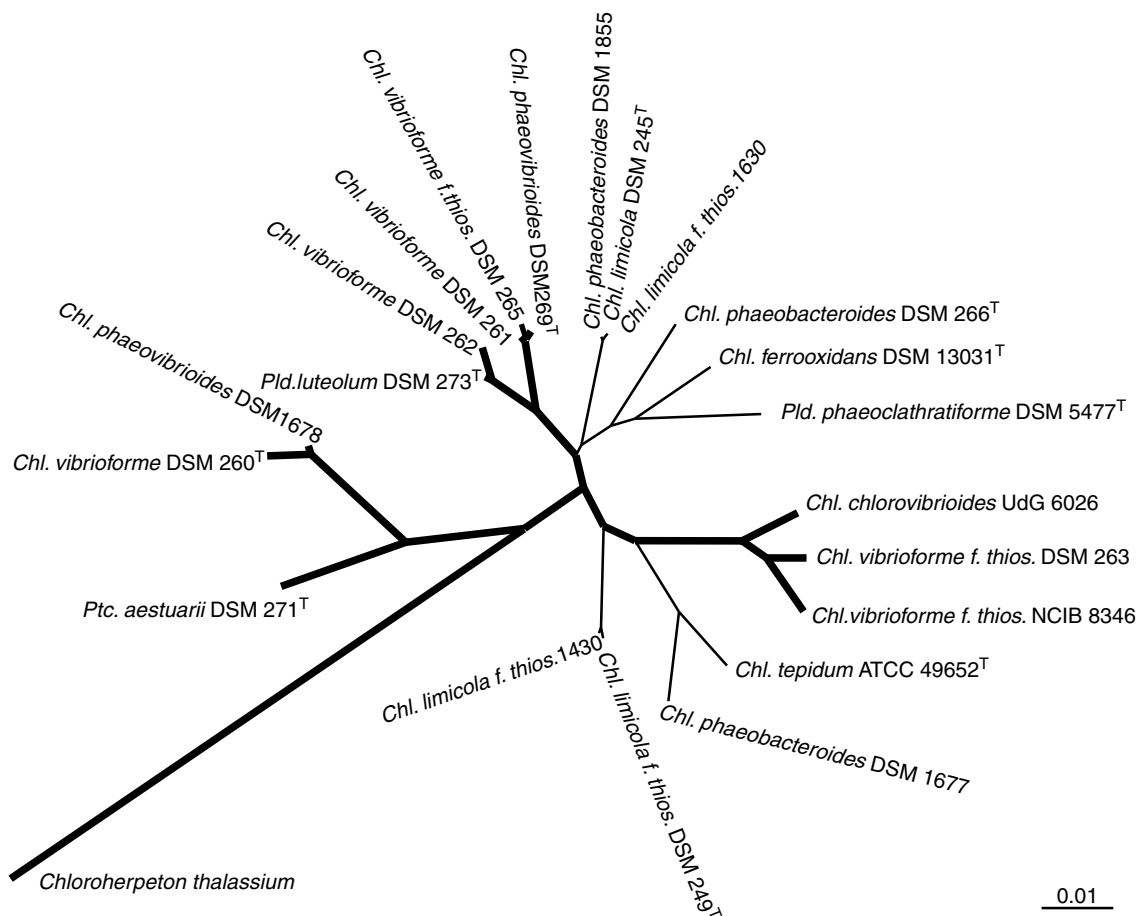 Chl. vibrioforme f.thios. DSM 265
Chl. phaeovibrioides DSM269T
Chl. phaeobacteroides DSM 1855
Chl. limicola DSM 245T
Chl. limicola f. thios.1630
Chl. vibrioforme DSM 261
Chl. vibrioforme DSM 262
Chl. phaeovibrioides DSM1678
Pld.luteolum DSM 273T
Chl. phaeobacteroides DSM 266T
Chl. ferrooxidans DSM 13031T
Pld. phaeoclathratiforme DSM 5477T
Chl. vibrioforme DSM 260T
Chl. chlorovibrioides UdG 6026
Chl. vibrioforme f. thios. DSM 263
Ptc. aestuarii DSM 271T
Chl.vibrioforme f. thios. NCIB 8346
Chl. limicola f. thios.1430
Chl. limicola f. thios. DSM 249T
Chl. tepidum ATCC 49652T
Chl. phaeobacteroides DSM 1677
Chloroherpeton thalassium
0.01